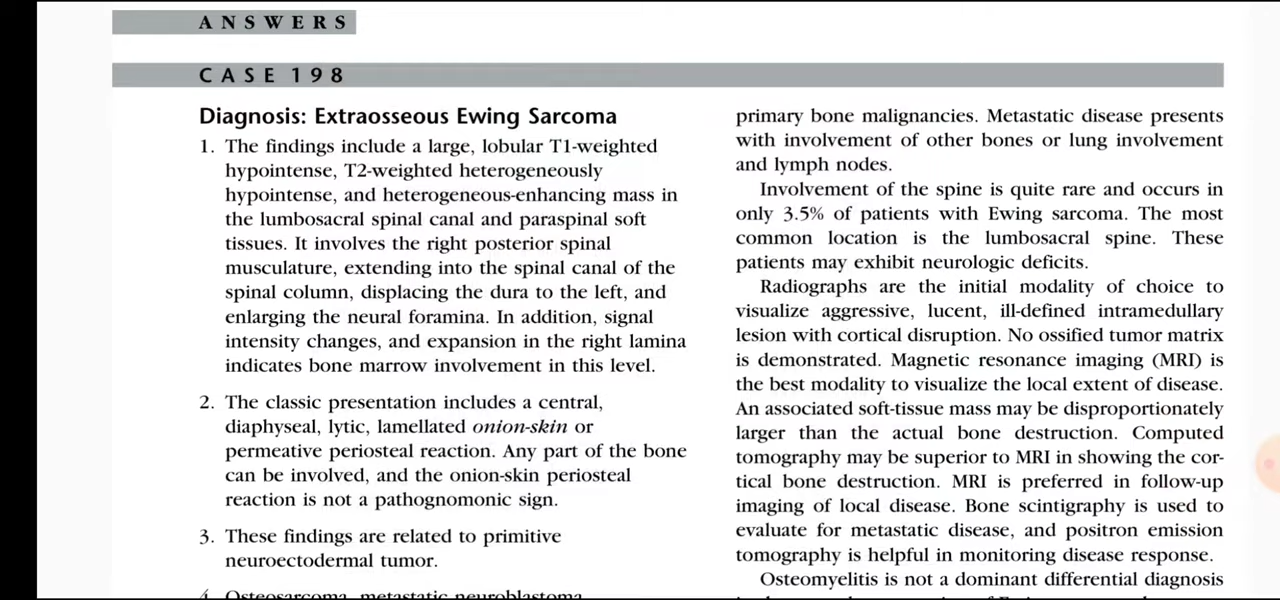 ANSWERS
CASE 198
Diagnosis: Extraosseous Ewing Sarcoma
1. The findings include a large, lobular T1-weighted
hypointense, T2-weighted heterogeneously
hypointense, and heterogeneous-enhancing mass in
the lumbosacral spinal canal and paraspinal soft
tissues. It involves the right posterior spinal
musculature, extending into the spinal canal of the
spinal column, displacing the dura to the left, and
enlarging the neural foramina. In addition, signal
intensity changes, and expansion in the right lamina
indicates bone marrow involvement in this level.
2. The classic presentation includes a central,
diaphyseal, lytic, lamellated onion-skin or
permeative periosteal reaction. Any part of the bone
can be involved, and the onion-skin periosteal
reaction is not a pathognomonic sign.
3. These findings are related to primitive
neuroectodermal tumor.
4. Osteosarcoma, metastatic neuroblastoma,
primary bone malignancies. Metastatic disease presents
with involvement of other bones or lung involvement
and lymph nodes.
Involvement of the spine is quite rare and occurs in
only 3.5% of patients with Ewing sarcoma. The most
common location is the lumbosacral spine. These
patients may exhibit neurologic deficits.
Radiographs are the initial modality of choice to
visualize aggressive, lucent, ill-defined intramedullary
lesion with cortical disruption. No ossified tumor matrix
is demonstrated. Magnetic resonance imaging (MRI) is
the best modality to visualize the local extent of disease.
An associated soft-tissue mass may be disproportionately
larger than the actual bone destruction. Computed
tomography may be superior to MRI in showing the cor-
tical bone destruction. MRI is preferred in follow-up
imaging of local disease. Bone scintigraphy is used to
evaluate for metastatic disease, and positron emission
tomography is helpful in monitoring disease response.
Osteomyelitis is not a dominant differential diagnosis